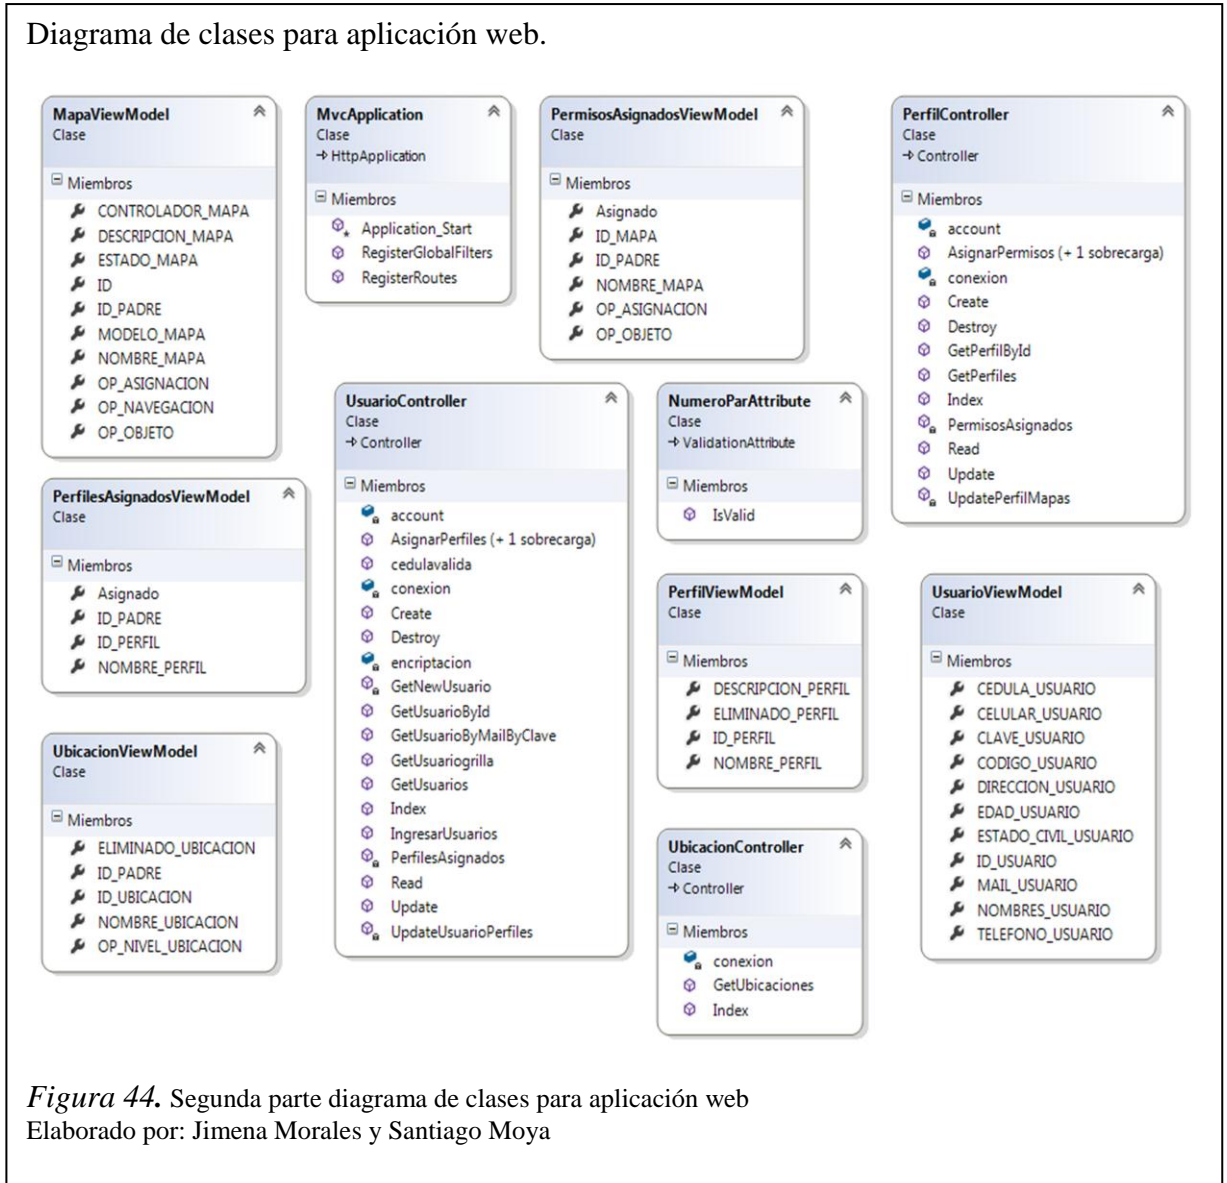 Diagrama de clases para aplicación web.
MapaViewModel
Clase
Miembros
CONTROLADOR_MAPA
DESCRIPCION_MAPA
ESTADO_MAPA
ID
ID_PADRE
MODELO_MAPA
NOMBRE_MAPA
OP_ASIGNACION
OP_NAVEGACION
OP_OBJETO
MvcApplication
Clase
HttpApplication
Miembros
Application_Start
RegisterGlobalFilters
RegisterRoutes
PermisosAsignadosViewModel
Clase
Miembros
Asignado
ID_MAPA
ID_PADRE
NOMBRE_MAPA
OP_ASIGNACION
OP_OBJETO
PerfilController
Clase
Controller
Miembros
account
AsignarPermisos (+ 1 sobrecarga)
conexion
Create
Destroy
GetPerfilById
GetPerfiles
Index
PermisosAsignados
Read
Update
UpdatePerfilMapas
PerfilesAsignadosViewModel
Clase
Miembros
Asignado
ID_PADRE
ID_PERFIL
NOMBRE_PERFIL
UsuarioController
Clase
Controller
Miembros
account
AsignarPerfiles (+ 1 sobrecarga)
cedulavalida
conexion
Create
Destroy
encriptacion
GetNewUsuario
GetUsuarioById
GetUsuarioByMailByClave
GetUsuariogrilla
GetUsuarios
Index
IngresarUsuarios
PerfilesAsignados
Read
Update
UpdateUsuarioPerfiles
NumeroParAttribute
Clase
ValidationAttribute
Miembros
IsValid
PerfilViewModel
Clase
Miembros
DESCRIPCION_PERFIL
ELIMINADO_PERFIL
ID_PERFIL
NOMBRE_PERFIL
UsuarioViewModel
Clase
Miembros
CEDULA_USUARIO
CELULAR_USUARIO
CLAVE_USUARIO
CODIGO_USUARIO
DIRECCION_USUARIO
EDAD_USUARIO
ESTADO_CIVIL_USUARIO
ID_USUARIO
MAIL_USUARIO
NOMBRES_USUARIO
TELEFONO_USUARIO
UbicacionViewModel
Clase
Miembros
ELIMINADO_UBICACION
ID_PADRE
ID_UBICACION
NOMBRE_UBICACION
OP_NIVEL_UBICACION
UbicacionController
Clase
Controller
Miembros
conexion
GetUbicaciones
Index
Figura 44. Segunda parte diagrama de clases para aplicación web
Elaborado por: Jimena Morales y Santiago Moya